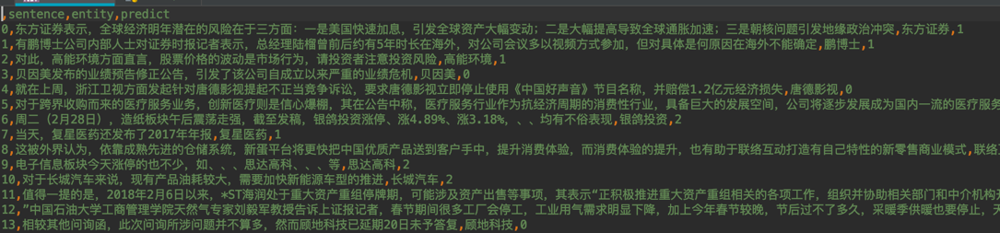 ,sentence,entity,predict
0,东方证券表示，全球经济明年潜在的风险在于三方面：一是美国快速加息，引发全球资产大幅变动；二是大幅提高导致全球通胀加速；三是朝核问题引发地缘政治冲突,东方证券,1
1,有鹏博士公司内部人士对证券时报记者表示，总经理陆榴曾前后约有5年时长在海外，对公司会议多以视频方式参加，但对具体是何原因在海外不能确定,鹏博士,1
2,对此，高能环境方面直言，股票价格的波动是市场行为，请投资者注意投资风险,高能环境,1
3,贝因美发布的业绩预告修正公告，引发了该公司自成立以来严重的业绩危机,贝因美,0
4,就在上周，浙江卫视方面发起针对唐德影视提起不正当竞争诉讼，要求唐德影视立即停止使用《中国好声音》节目名称，并赔偿1.2亿元经济损失,唐德影视,0
5,对于跨界收购而来的医疗服务业务，创新医疗则是信心爆棚，其在公告中称，医疗服务行业作为抗经济周期的消费性行业，具备巨大的发展空间，公司将逐步发展成为国内一流的医疗服务
6,周二（2月28日），造纸板块午后震荡走强，截至发稿，银鸽投资涨停、涨4.89%、涨3.18%，、、均有不俗表现,银鸽投资,2
7,当天，复星医药还发布了2017年年报,复星医药,1
8,这被外界认为，依靠成熟先进的仓储系统，新蛋平台将更快把中国优质产品送到客户手中，提升消费体验，而消费体验的提升，也有助于联络互动打造有自己特性的新零售商业模式,联络互
9,电子信息板块今天涨停的也不少，如、、、思达高科、、、等,思达高科,2
10,对于长城汽车来说，现有产品油耗较大，需要加快新能源车型的推进,长城汽车,2
11,值得一提的是，2018年2月6日以来，*ST海润处于重大资产重组停牌期，可能涉及资产出售等事项，其表示“正积极推进重大资产重组相关的各项工作，组织并协助相关部门和中介机构
12,”中国石油大学工商管理学院天然气专家刘毅军教授告诉上证报记者，春节期间很多工厂会停工，工业用气需求明显下降，加上今年春节较晚，节后过不了多久，采暖季供暖也要停止，
13,相较其他问询函，此次问询所涉问题并不算多，然而顾地科技已延期20日未予答复,顾地科技,0